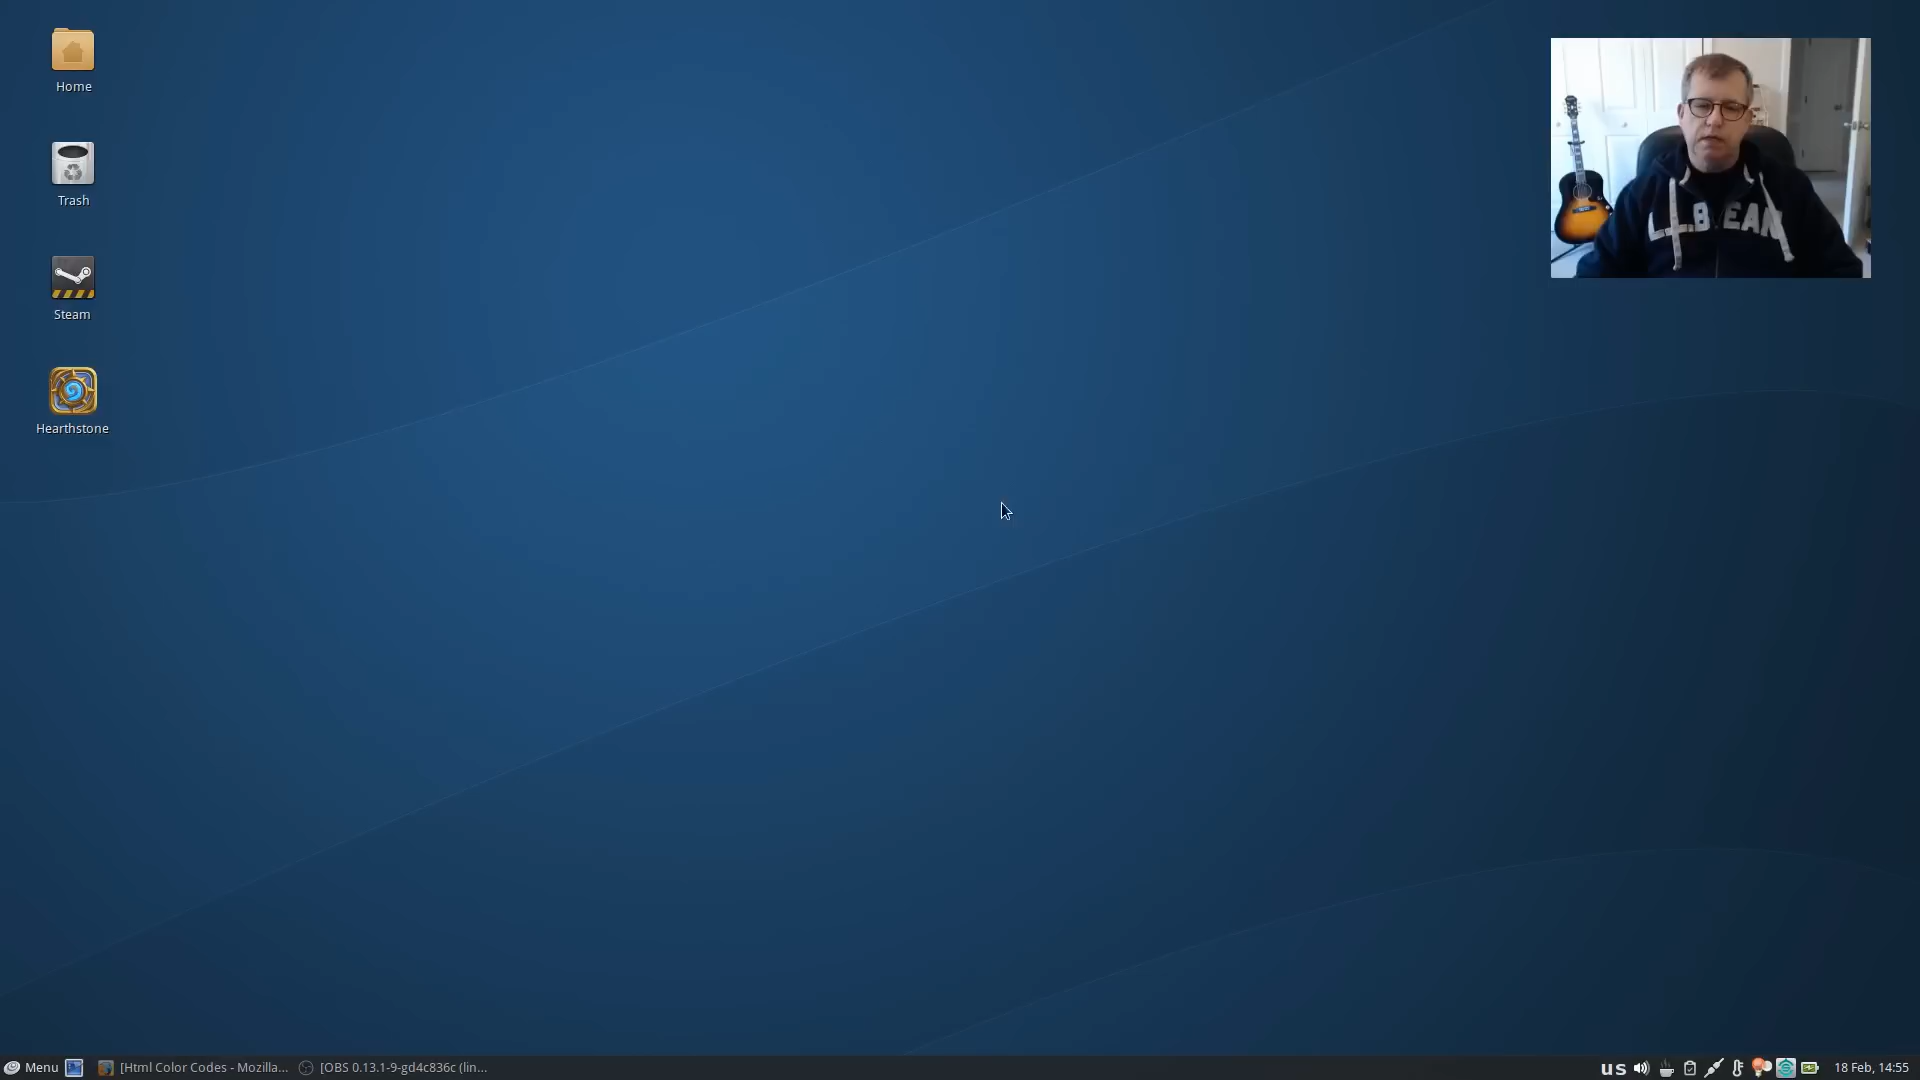 Home
Trash
Steam
Hearthstone
L.L.BEAN
Menu
[Html Color Codes - Mozilla...
[OBS 0.13.1-9-gd4c836c (lin...
us
18 Feb, 14:55